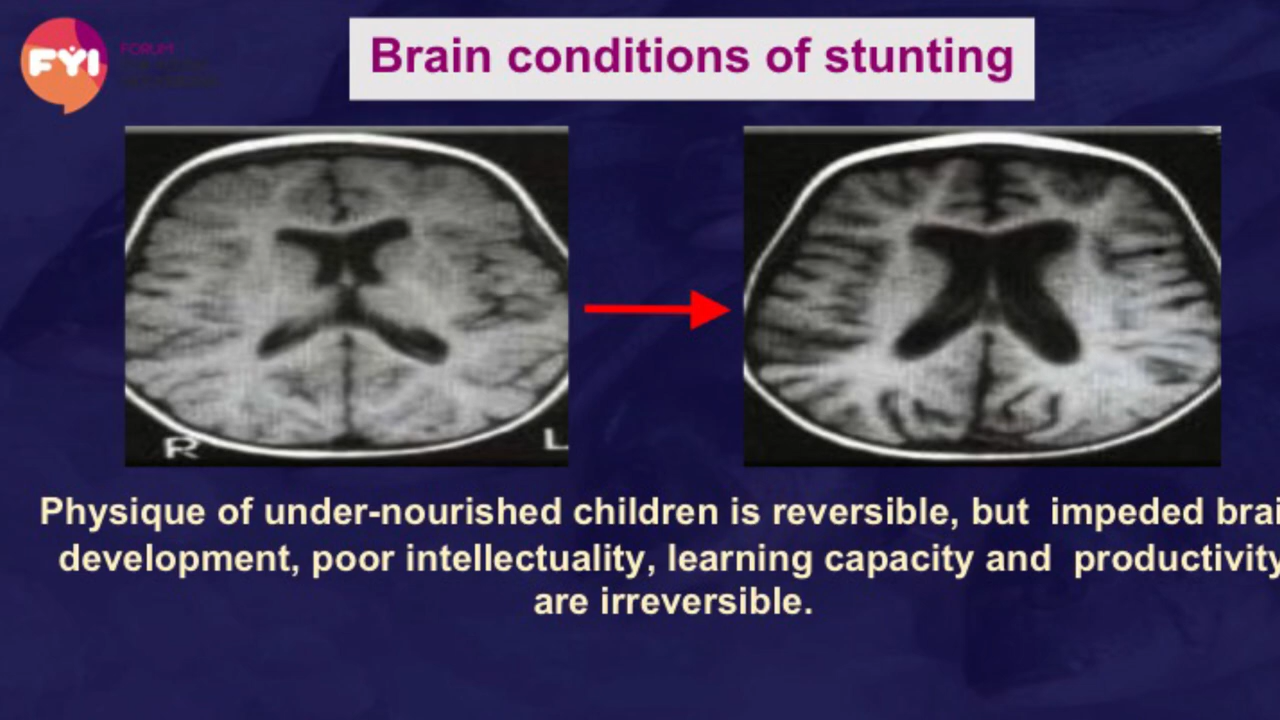 FYI
FORUM
Brain conditions of stunting
R
L
Physique of under-nourished children is reversible, but impeded brai
development, poor intellectuality, learning capacity and productivity
are irreversible.